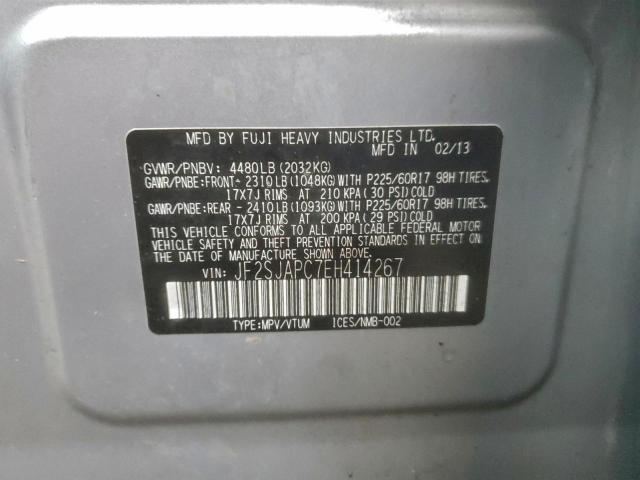 MFD BY FUJI HEAVY INDUSTRIES LTD.
MFD IN 02/13
GVWR/PNBV: 4480LB(2032KG)
GAWR/PNBE:FRONT- 2310LB(1048KG)WITH P225/60R17 98H TIRES.
17X7J RIMS AT 210 KPA(30 PSI)COLD
GAWR/PNBE:REAR - 2410LB(1093KG)WITH P225/60R17 98H TIRES.
17X7J RIMS AT 200 KPA(29 PSI)COLD
THIS VEHICLE CONFORMS TO ALL APPLICABLE FEDERAL MOTOR
VEHICLE SAFETY AND THEFT PREVENTION STANDARDS IN EFFECT ON
THE DATE OF MANUFACTURE SHOWN ABOVE.
VIN: JF2SJAPC7EH414267
TYPE:MPV/VTUM ICES/NMB-002